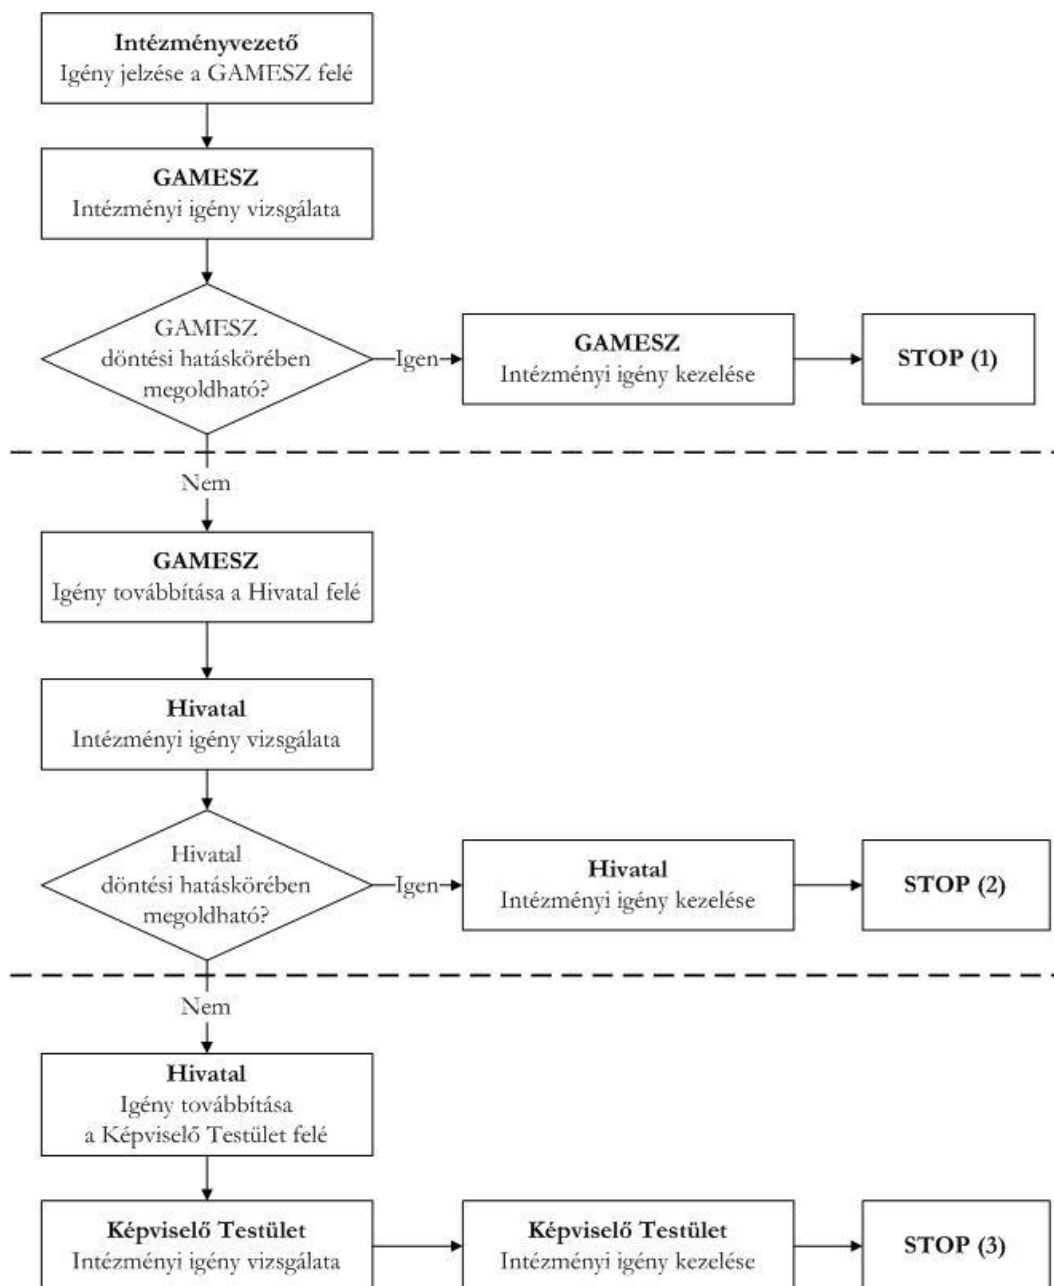 Intézményvezető
Igény jelzése a GAMESZ felé
GAMESZ
Intézményi igény vizsgálata
GAMESZ
döntési hatáskörében
megoldható?
Igen
GAMESZ
Intézményi igény kezelése
STOP (1)
Nem
GAMESZ
Igény továbbítása a Hivatal felé
Hivatal
Intézményi igény vizsgálata
Hivatal
döntési hatáskörében
megoldható?
Igen
Hivatal
Intézményi igény kezelése
STOP (2)
Nem
Hivatal
Igény továbbítása
a Képviselő Testület felé
Képviselő Testület
Intézményi igény vizsgálata
Képviselő Testület
Intézményi igény kezelése
STOP (3)